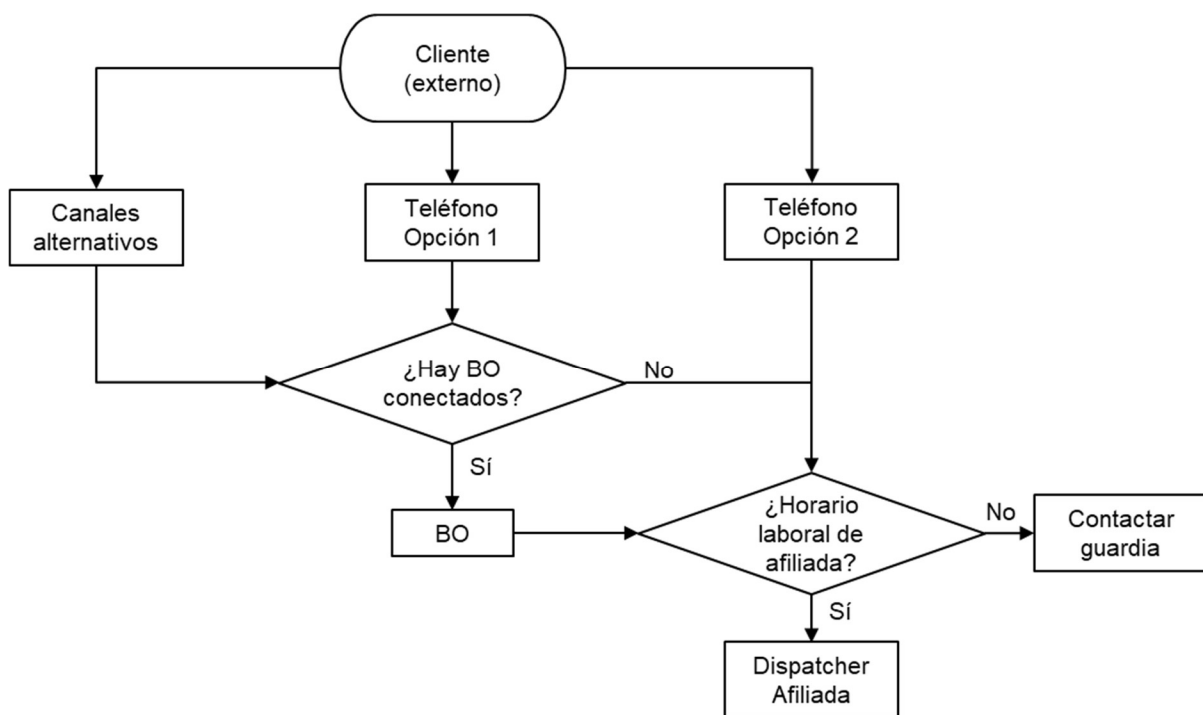 Cliente
(externo)
Canales
alternativos
Teléfono
Opción 1
Teléfono
Opción 2
¿Hay BO
conectados?
No
Sí
BO
¿Horario
laboral de
afiliada?
No
Contactar
guardia
Sí
Dispatcher
Afiliada